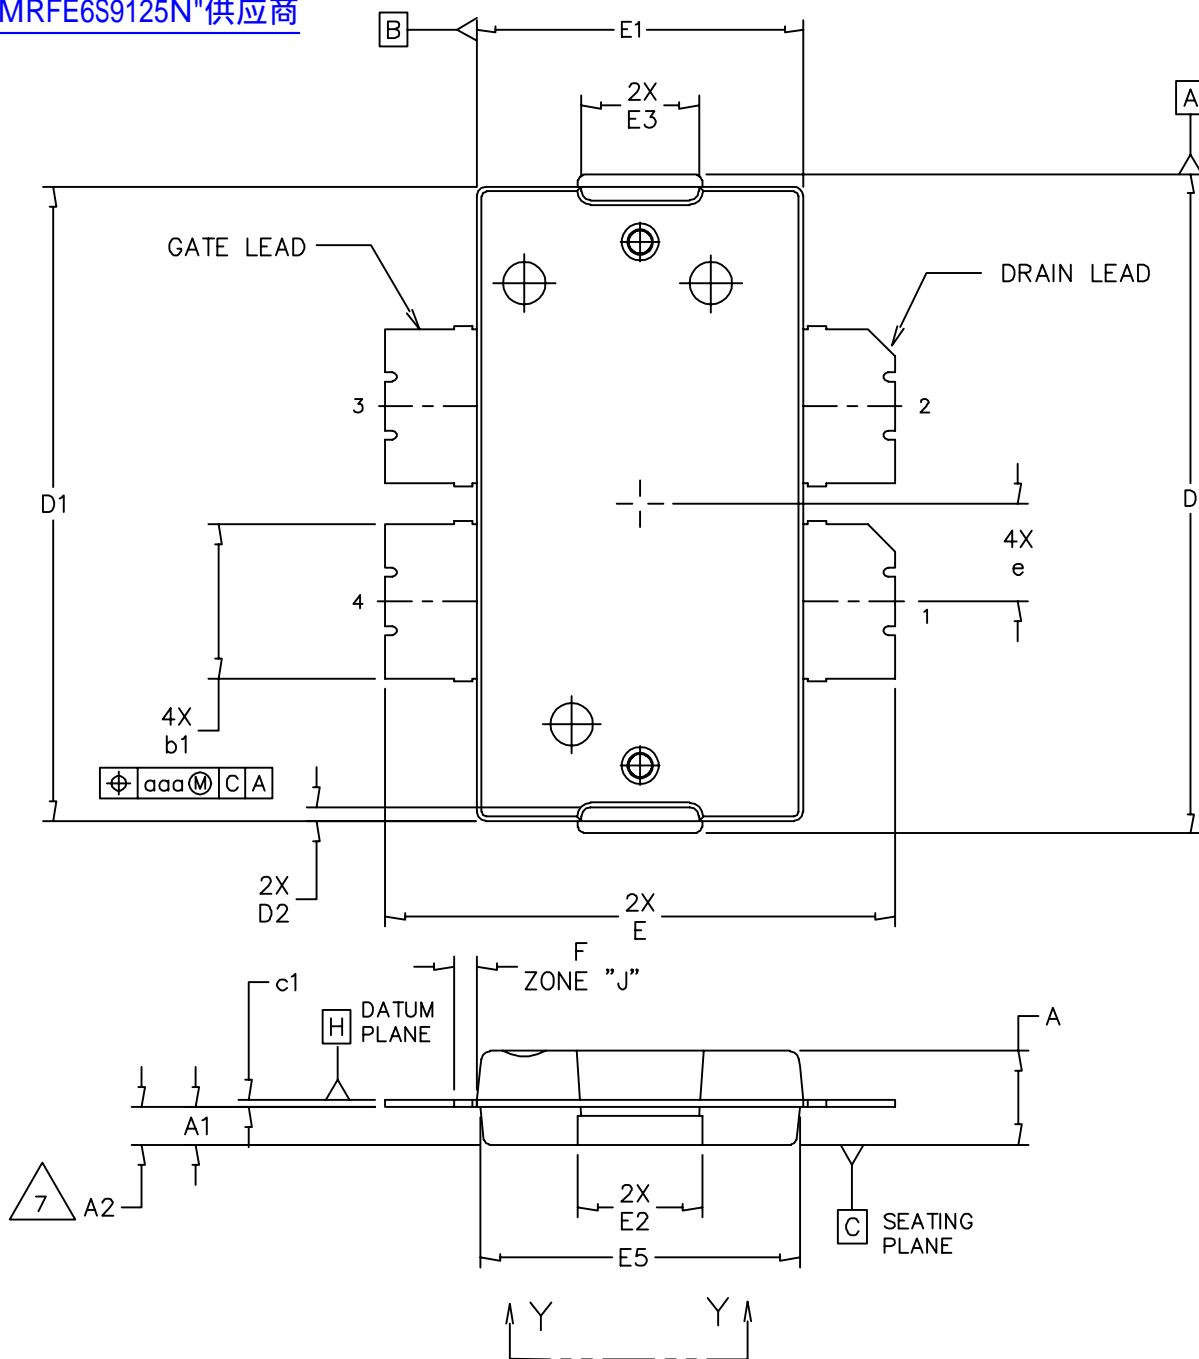 MRFE6S9125N"供应商
B
E1
2X
E3
A
GATE LEAD
DRAIN LEAD
3
2
D1
D
4X
e
4
1
4X
b1
⌖ aaa Ⓜ C A
2X
D2
2X
E
F
ZONE "J"
c1
H
DATUM
PLANE
A
A1
7
A2
2X
E2
C
SEATING
PLANE
E5
Y
Y